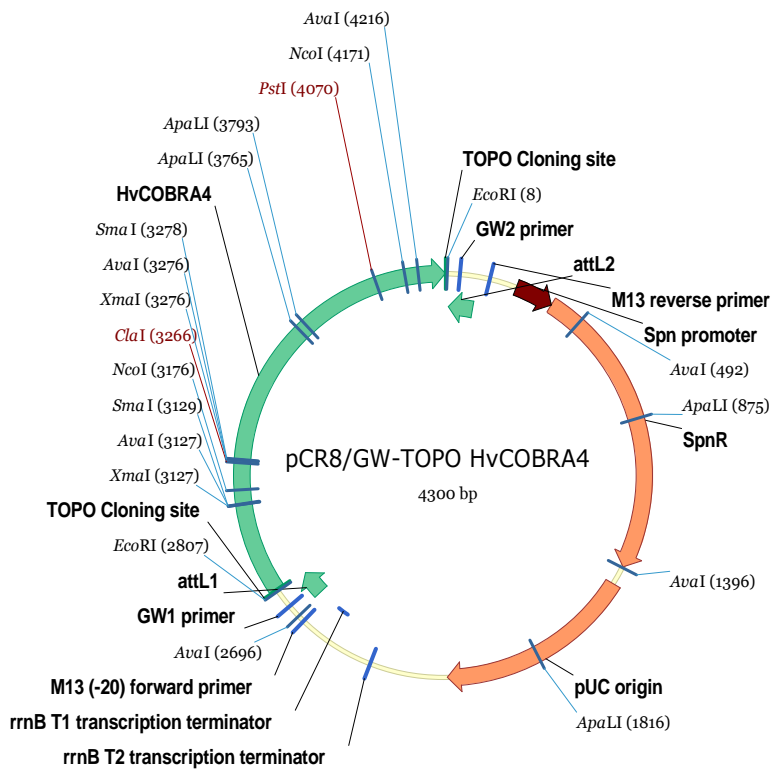 AvaI (4216)
NcoI (4171)
PstI (4070)
ApaLI (3793)
ApaLI (3765)
HvCOBRA4
SmaI (3278)
AvaI (3276)
XmaI (3276)
ClaI (3266)
NcoI (3176)
SmaI (3129)
AvaI (3127)
XmaI (3127)
TOPO Cloning site
EcoRI (2807)
attL1
GW1 primer
AvaI (2696)
M13 (-20) forward primer
rrnB T1 transcription terminator
rrnB T2 transcription terminator
TOPO Cloning site
EcoRI (8)
GW2 primer
attL2
M13 reverse primer
Spn promoter
AvaI (492)
ApaLI (875)
SpnR
AvaI (1396)
pUC origin
ApaLI (1816)
pCR8/GW-TOPO HvCOBRA4
4300 bp